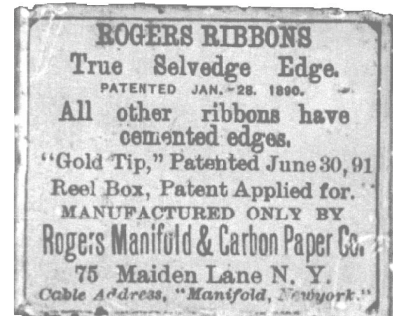 ROGERS RIBBONS
True Selvedge Edge.
PATENTED JAN. 28. 1890.
All other ribbons have
cemented edges.
"Gold Tip," Patented June 30, 91
Reel Box, Patent Applied for.
MANUFACTURED ONLY BY
Rogers Manifold & Carbon Paper Co.
75 Maiden Lane N. Y.
Cable Address, "Manifold, Newyork."